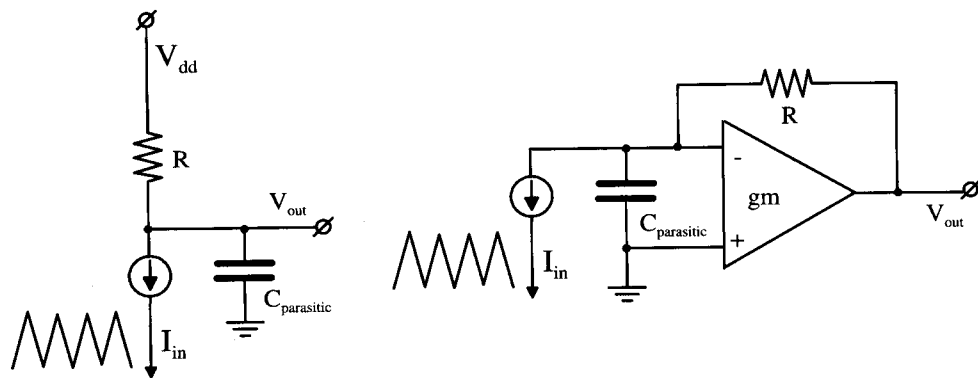 V_dd
R
V_out
C_parasitic
I_in
R
-
gm
+
V_out
C_parasitic
I_in